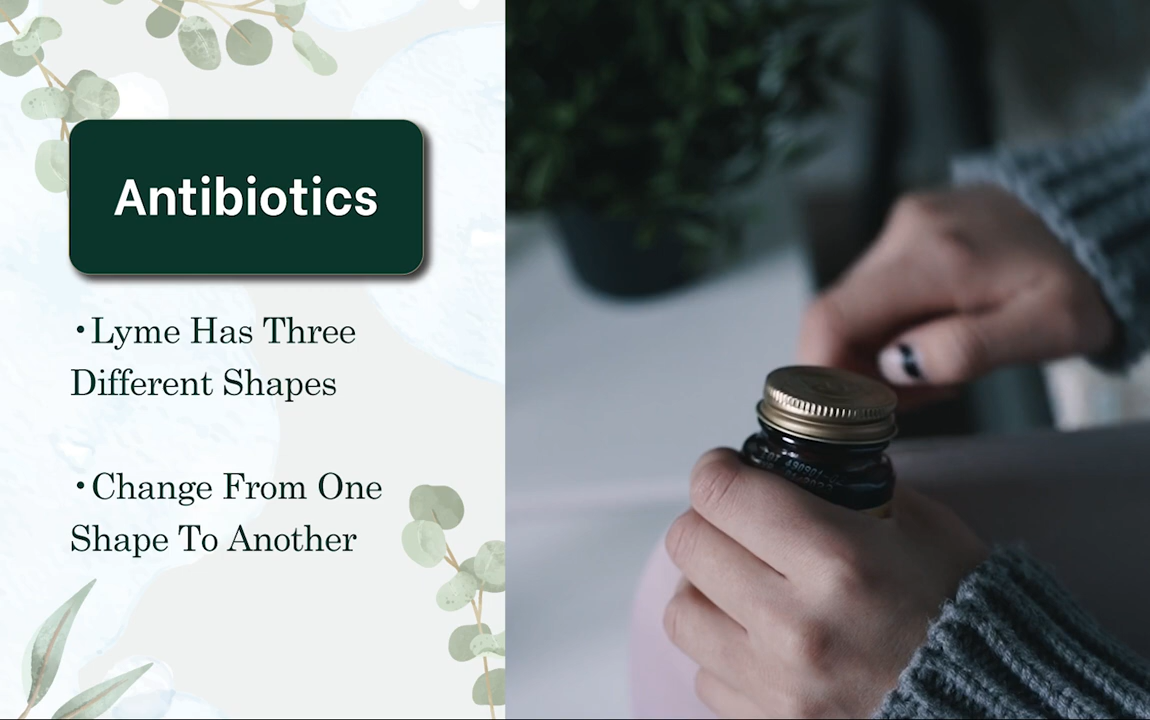 Antibiotics
•Lyme Has Three
Different Shapes
•Change From One
Shape To Another